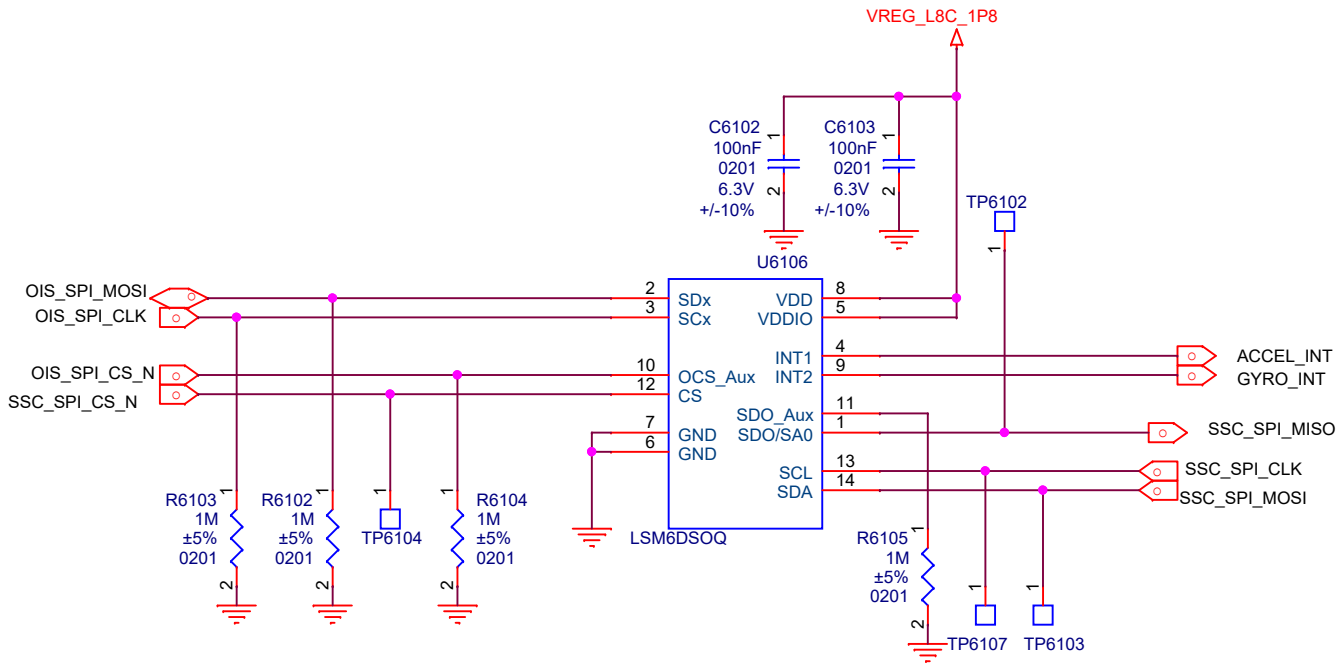 VREG_L8C_1P8
C6102
100nF
0201
6.3V
+/-10%
1
2
C6103
100nF
0201
6.3V
+/-10%
1
2
TP6102
1
U6106
OIS_SPI_MOSI
2
SDx
VDD
8
OIS_SPI_CLK
3
SCx
VDDIO
5
INT1
4
ACCEL_INT
OIS_SPI_CS_N
10
OCS_Aux
INT2
9
GYRO_INT
SSC_SPI_CS_N
12
CS
SDO_Aux
11
7
GND
SDO/SA0
1
SSC_SPI_MISO
6
GND
SCL
13
SSC_SPI_CLK
SDA
14
SSC_SPI_MOSI
LSM6DSOQ
R6103
1M
±5%
0201
1
2
R6102
1M
±5%
0201
1
2
1
TP6104
R6104
1M
±5%
0201
1
2
R6105
1M
±5%
0201
1
2
1
TP6107
1
TP6103